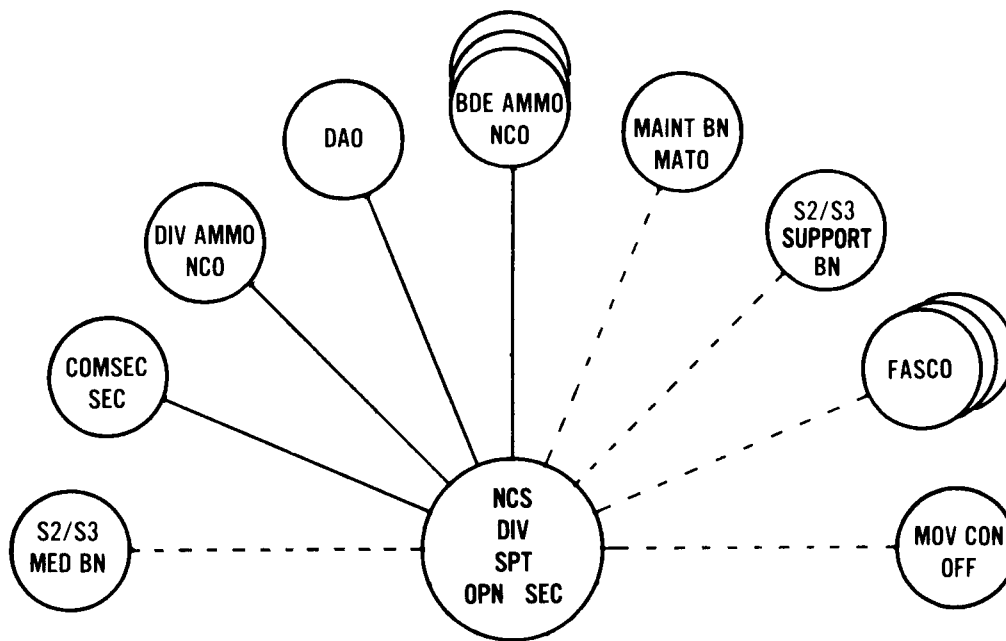 BDE AMMO
NCO
DAO
MAINT BN
MATO
DIV AMMO
NCO
S2/S3
SUPPORT
BN
COMSEC
SEC
FASCO
S2/S3
MED BN
NCS
DIV
SPT
OPN SEC
MOV CON
OFF